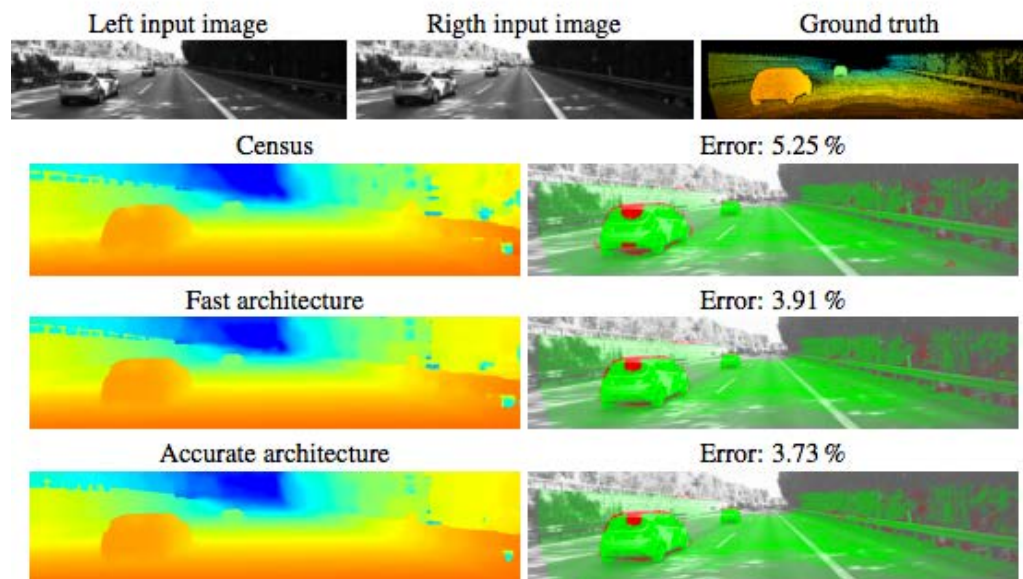 Left input image
Rigth input image
Ground truth
Census
Error: 5.25 %
Fast architecture
Error: 3.91 %
Accurate architecture
Error: 3.73 %